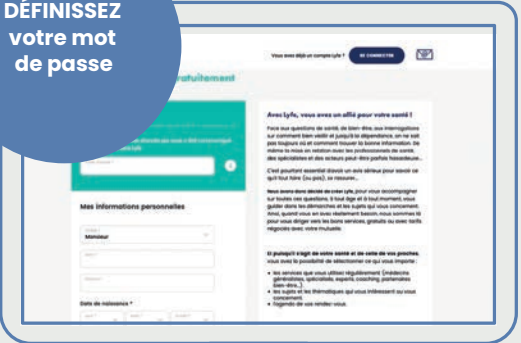 DÉFINISSEZ
votre mot
de passe
Vous avez déjà un compte Lyfe ?
SE CONNECTER
atuitement
Avec Lyfe, vous avez un allié pour votre santé !
Face aux questions de santé, de bien-être, aux interrogations
sur comment bien vieillir et jusqu'à la dépendance, on ne sait
pas toujours où et comment trouver la bonne information. De
même la mise en relation avec les professionnels de santé,
des spécialistes et des acteurs peut-être parfois hasardeuse...
C'est pourtant essentiel d'avoir un avis sérieux pour savoir ce
qu'il faut faire (ou pas), se rassurer...
Nous avons donc décidé de créer Lyfe, pour vous accompagner
sur toutes ces questions, à tout âge et à tout moment, vous
guider dans les démarches et les sujets qui vous concernent.
Ainsi, quand vous en avez réellement besoin, nous sommes là
pour vous diriger vers les bons services, gratuits ou avec tarifs
négociés avec votre mutuelle.
Et puisqu'il s'agit de votre santé et de celle de vos proches,
vous avez la possibilité de sélectionner ce qui vous importe :
• les services que vous utilisez régulièrement (médecins
généralistes, spécialiste, experts, coaching, partenaires
bien-être...)
• les sujets et les thématiques qui vous intéressent ou vous
concernent.
• l'agenda de vos rendez-vous.
Mes informations personnelles
Monsieur
Date de naissance *